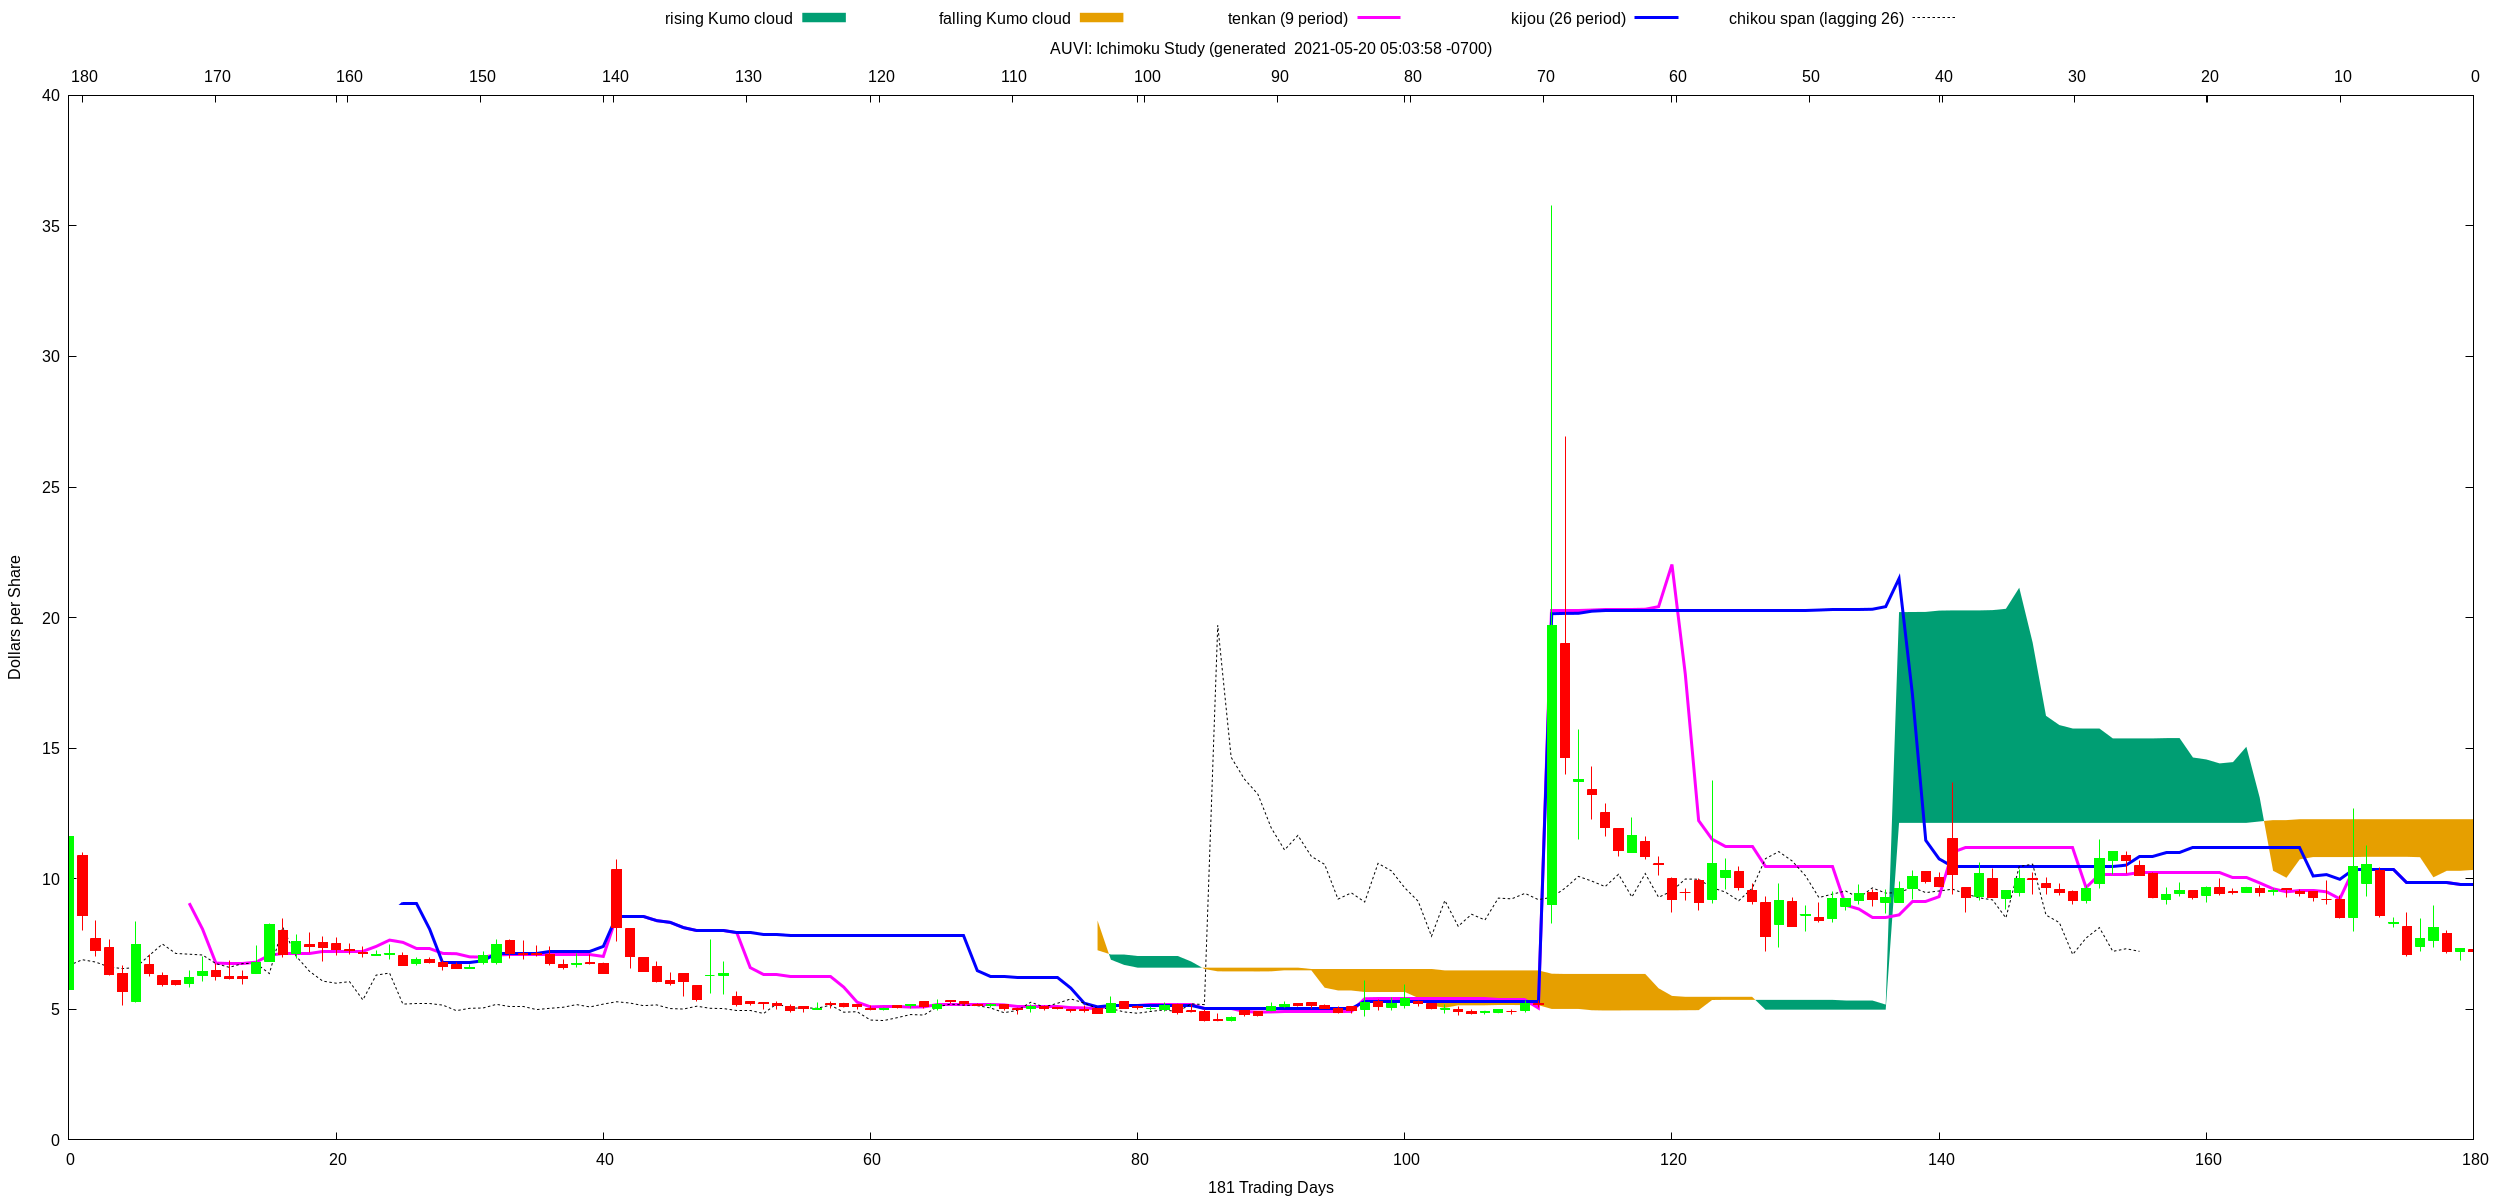 rising Kumo cloud falling Kumo cloud tenkan (9 period) kijou (26 period) chikou span (lagging 26)
AUVI: Ichimoku Study (generated  2021-05-20 05:03:58 -0700)
180 170 160 150 140 130 120 110 100 90 80 70 60 50 40 30 20 10 0
40
35
30
25
20
15
10
5
0
Dollars per Share
0 20 40 60 80 100 120 140 160 180
181 Trading Days